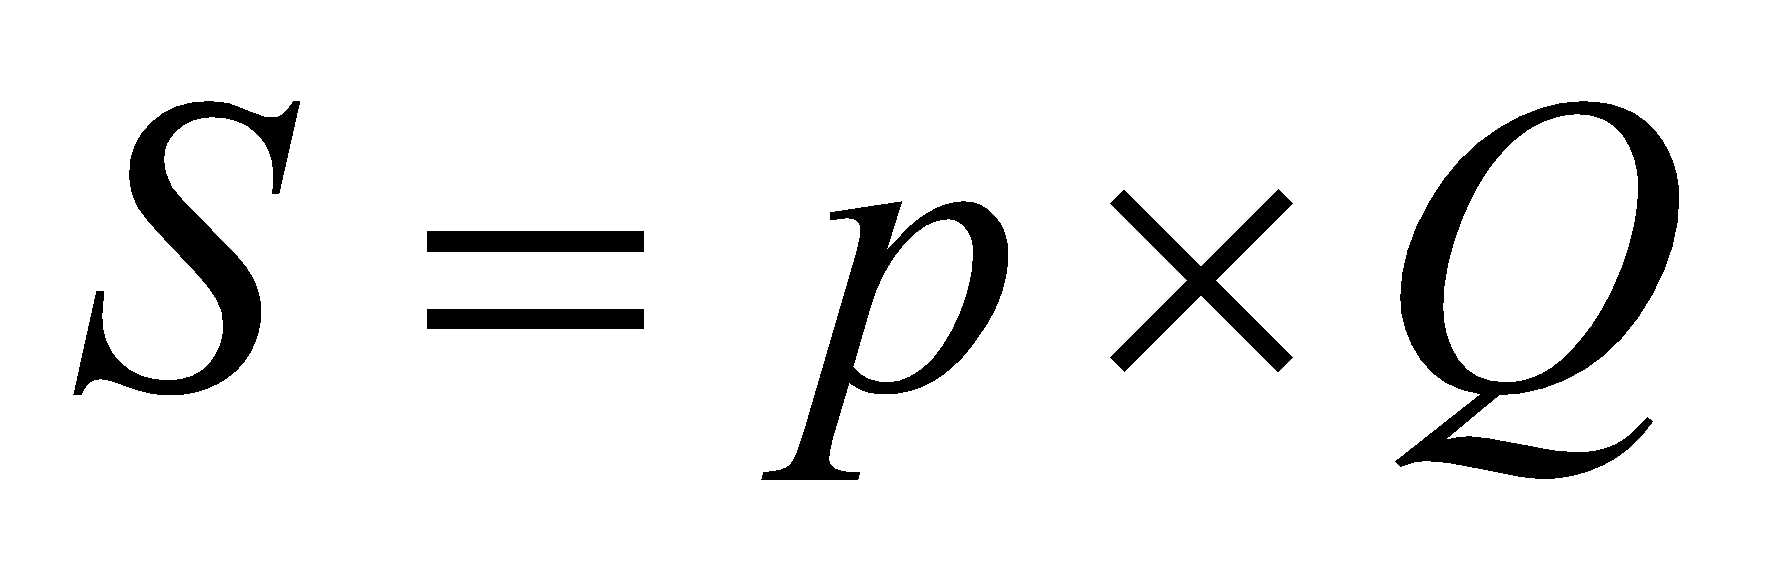 S = p × Q